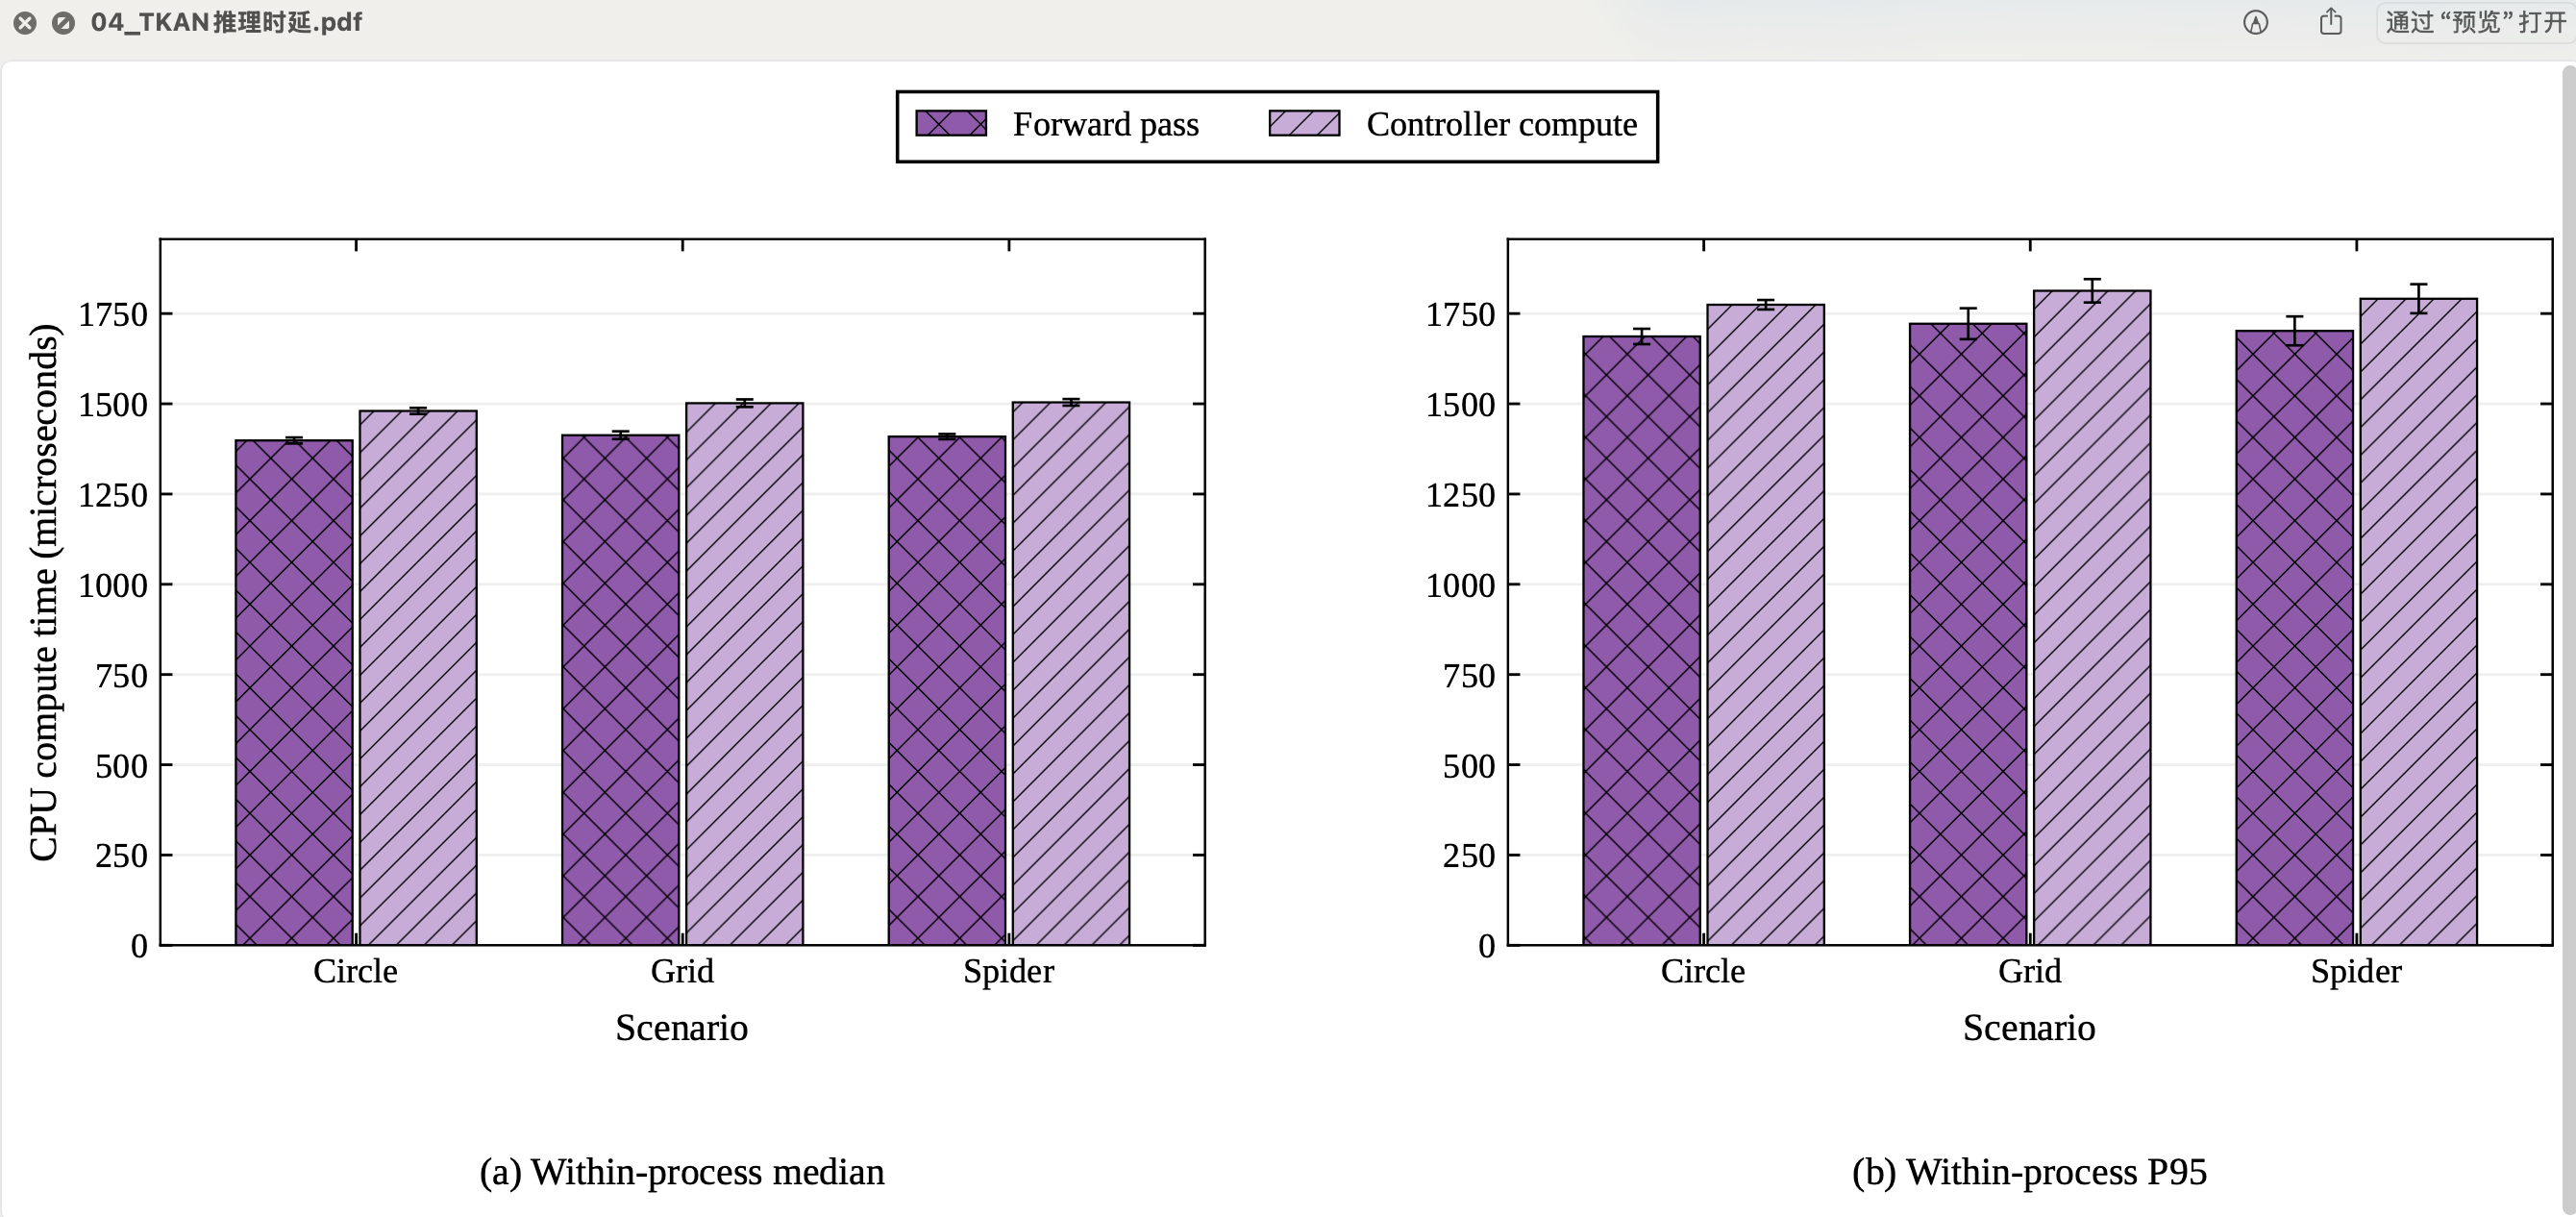 04_TKAN推理时延.pdf
通过“预览”打开
Forward pass
Controller compute
CPU compute time (microseconds)
1750
1500
1250
1000
750
500
250
0
Circle
Grid
Spider
Scenario
(a) Within-process median
1750
1500
1250
1000
750
500
250
0
Circle
Grid
Spider
Scenario
(b) Within-process P95